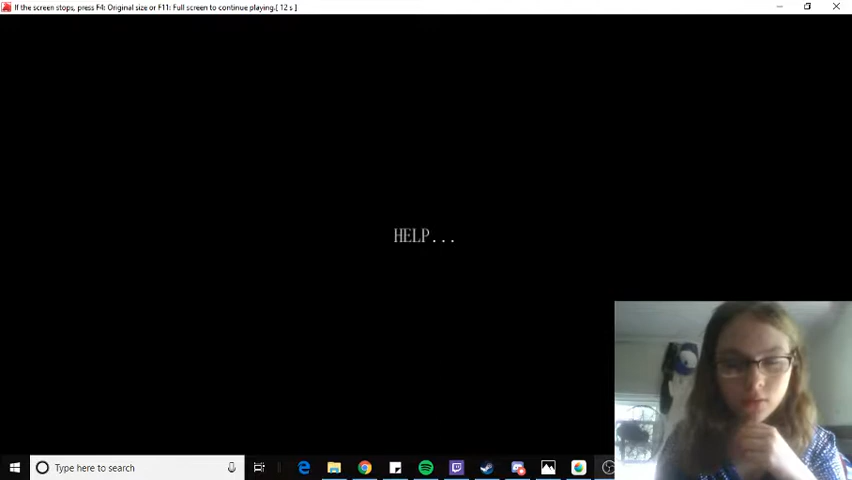 If the screen stops, press F4: Original size or F11: Full screen to continue playing.[ 12 s ]
HELP...
Type here to search